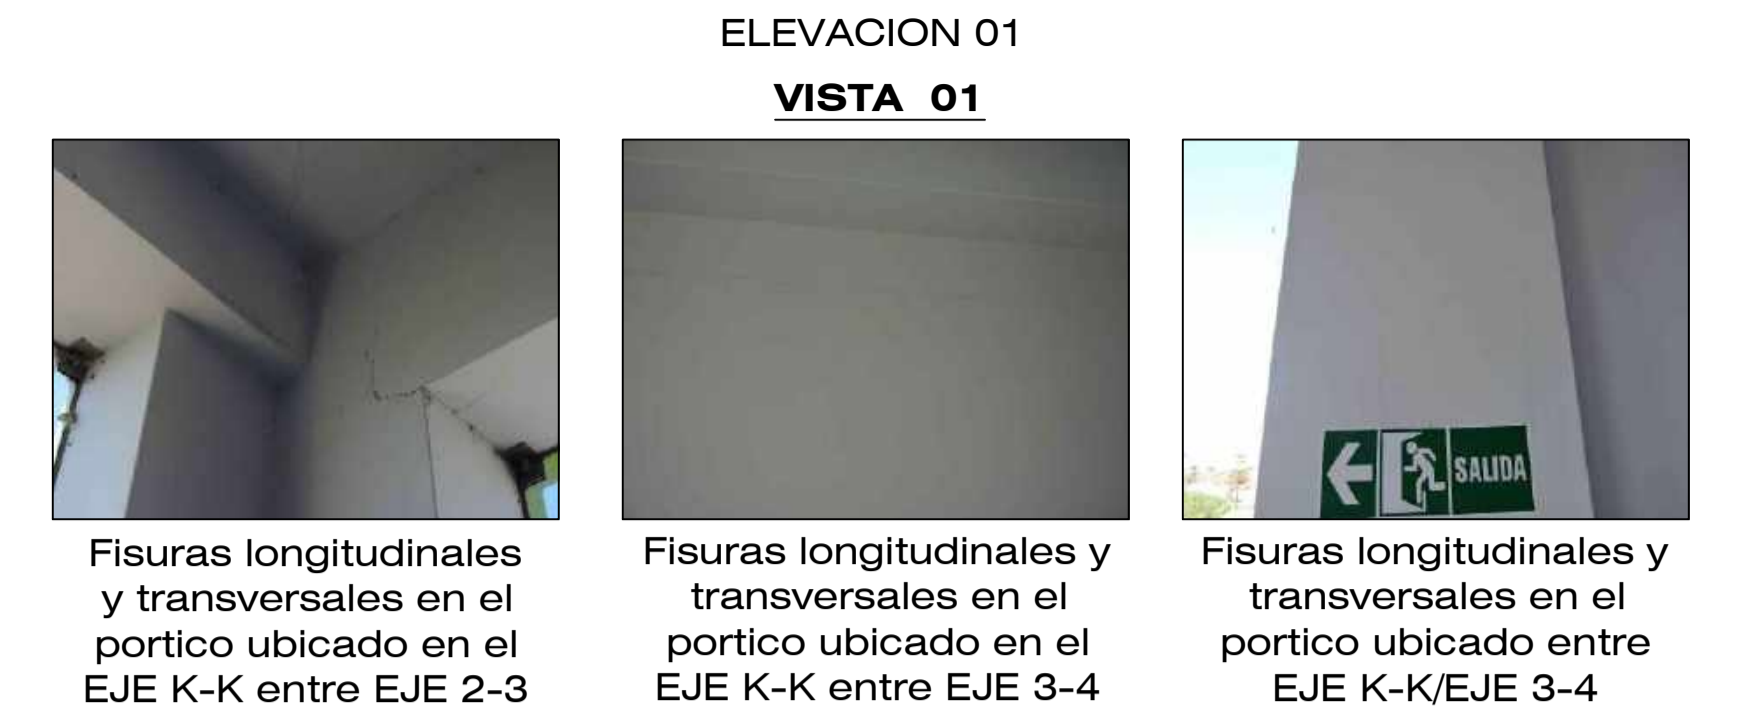 ELEVACION 01
VISTA 01
SALIDA
Fisuras longitudinales
y transversales en el
portico ubicado en el
EJE K-K entre EJE 2-3
Fisuras longitudinales y
transversales en el
portico ubicado en el
EJE K-K entre EJE 3-4
Fisuras longitudinales y
transversales en el
portico ubicado entre
EJE K-K/EJE 3-4